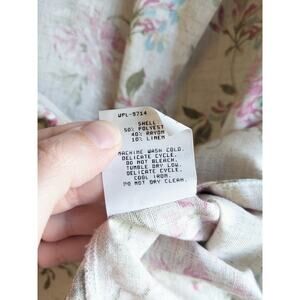 WPL-5714
SHELL
50% POLYEST
40% RAYON
10% LINEN
MACHINE WASH COLD.
DELICATE CYCLE.
DO NOT BLEACH.
TUMBLE DRY LOW.
DELICATE CYCLE.
COOL IRON.
DO NOT DRY CLEAN.